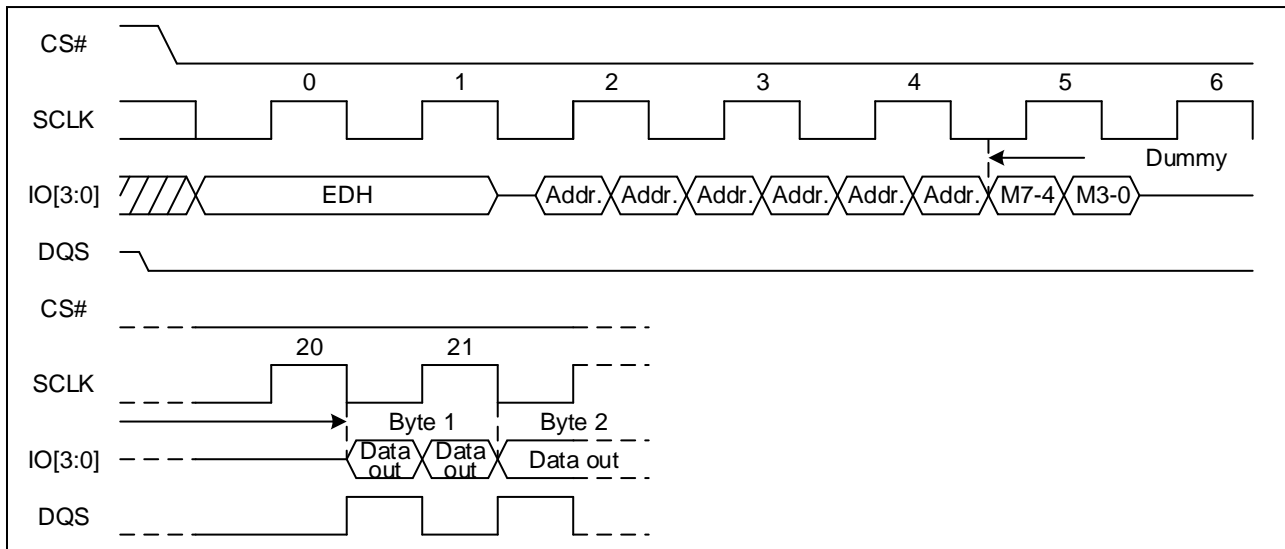 CS#
0 1 2 3 4 5 6
SCLK
Dummy
IO[3:0] EDH Addr. Addr. Addr. Addr. Addr. Addr. M7-4 M3-0
DQS
CS#
20 21
SCLK
Byte 1 Byte 2
IO[3:0] Data out Data out Data out
DQS